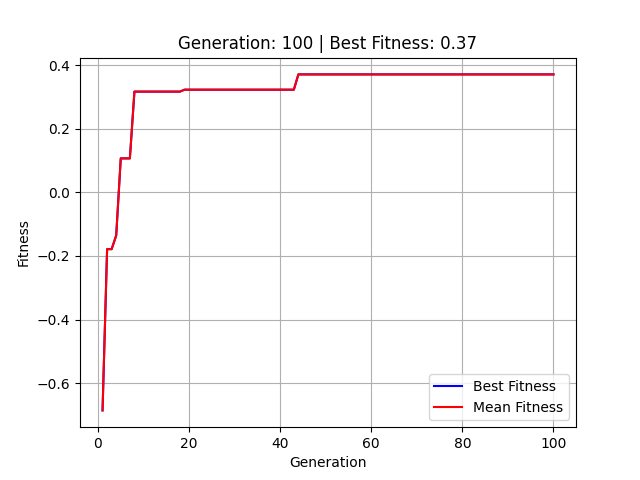 Generation: 100 | Best Fitness: 0.37
0.4
0.2
0.0
−0.2
−0.4
−0.6
Fitness
0
20
40
60
80
100
Generation
Best Fitness
Mean Fitness